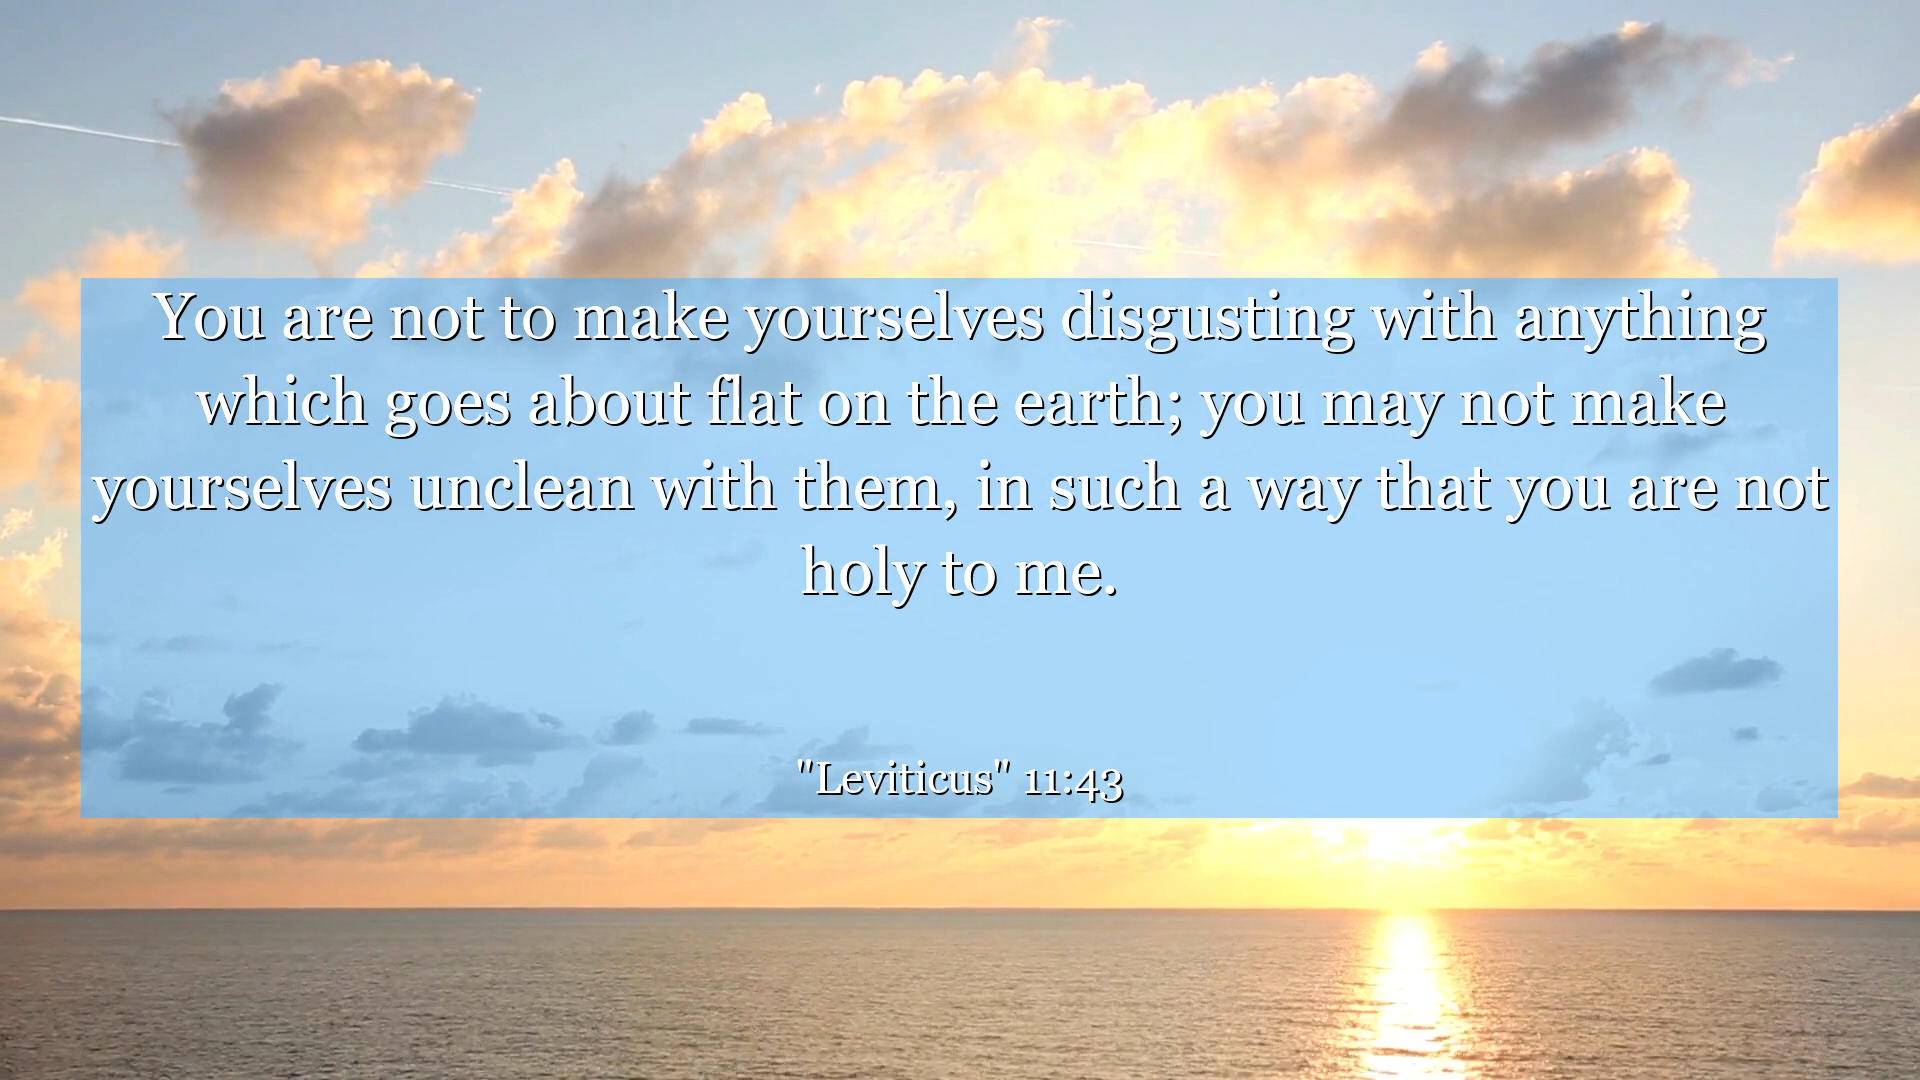 You are not to make yourselves disgusting with anything
which goes about flat on the earth; you may not make
yourselves unclean with them, in such a way that you are not
holy to me.
"Leviticus" 11:43